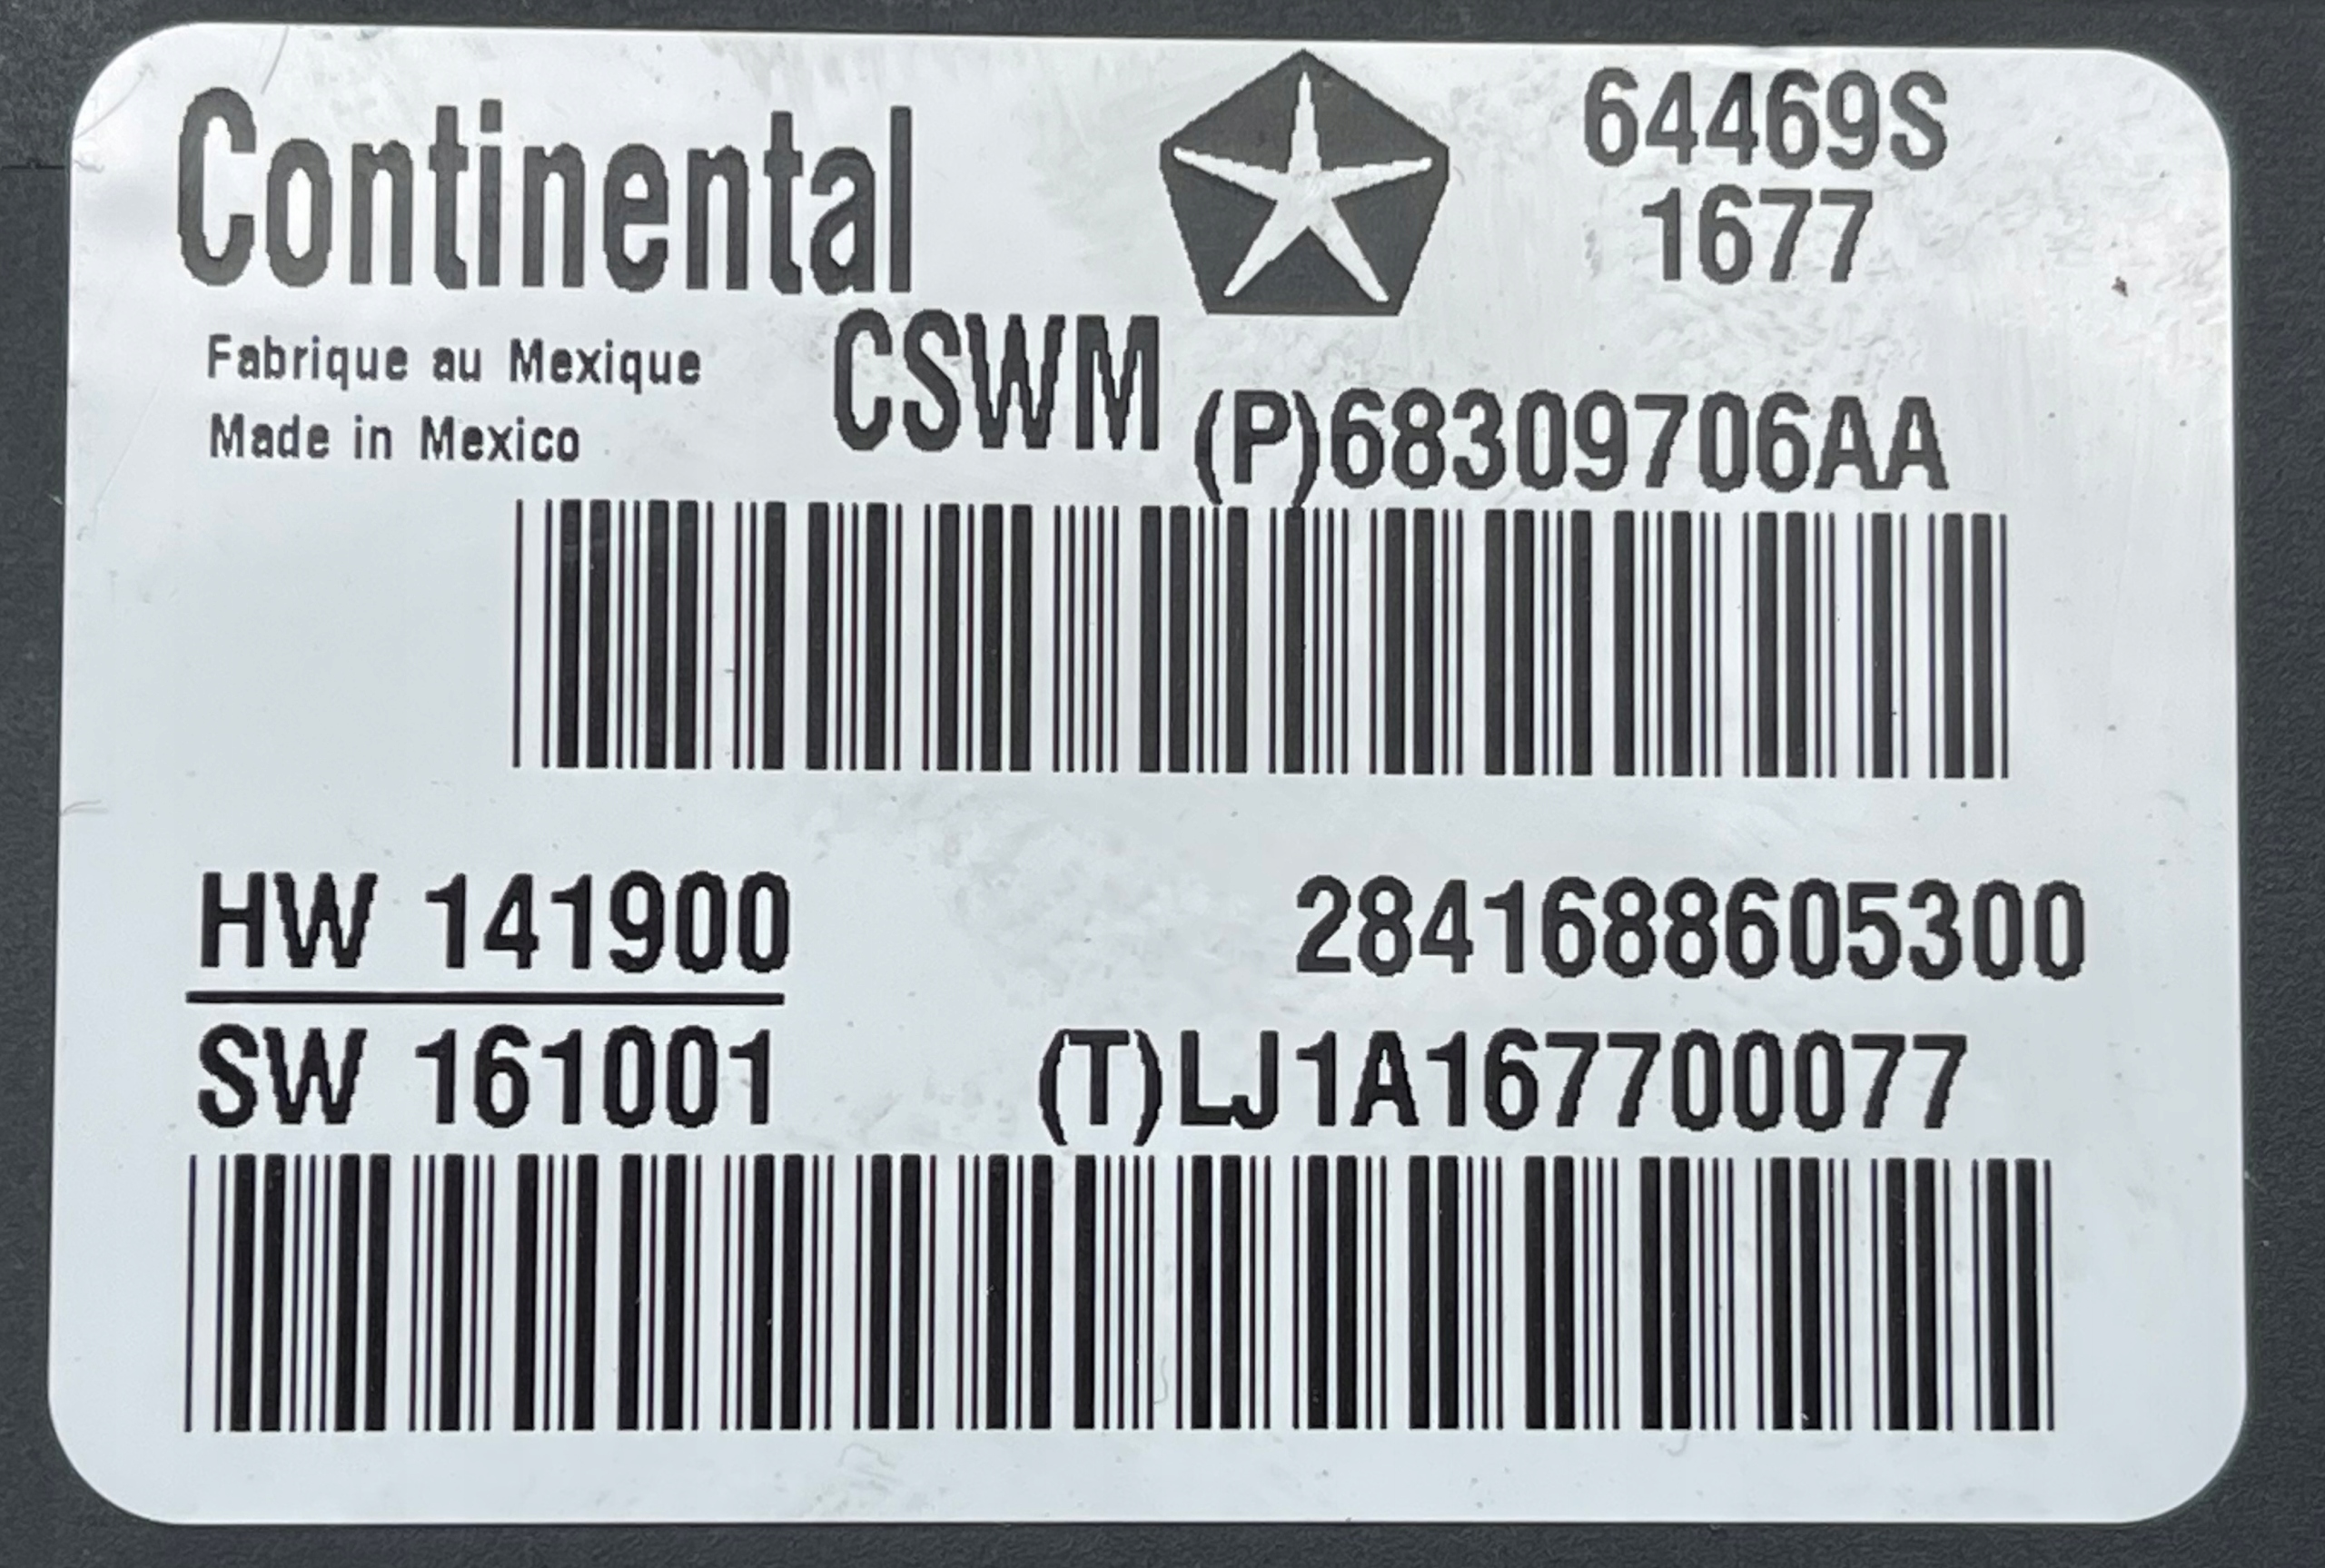 Continental
64469S
1677
Fabrique au Mexique
Made in Mexico
CSWM
(P)68309706AA
HW 141900
2841688605300
SW 161001
(T)LJ1A167700077